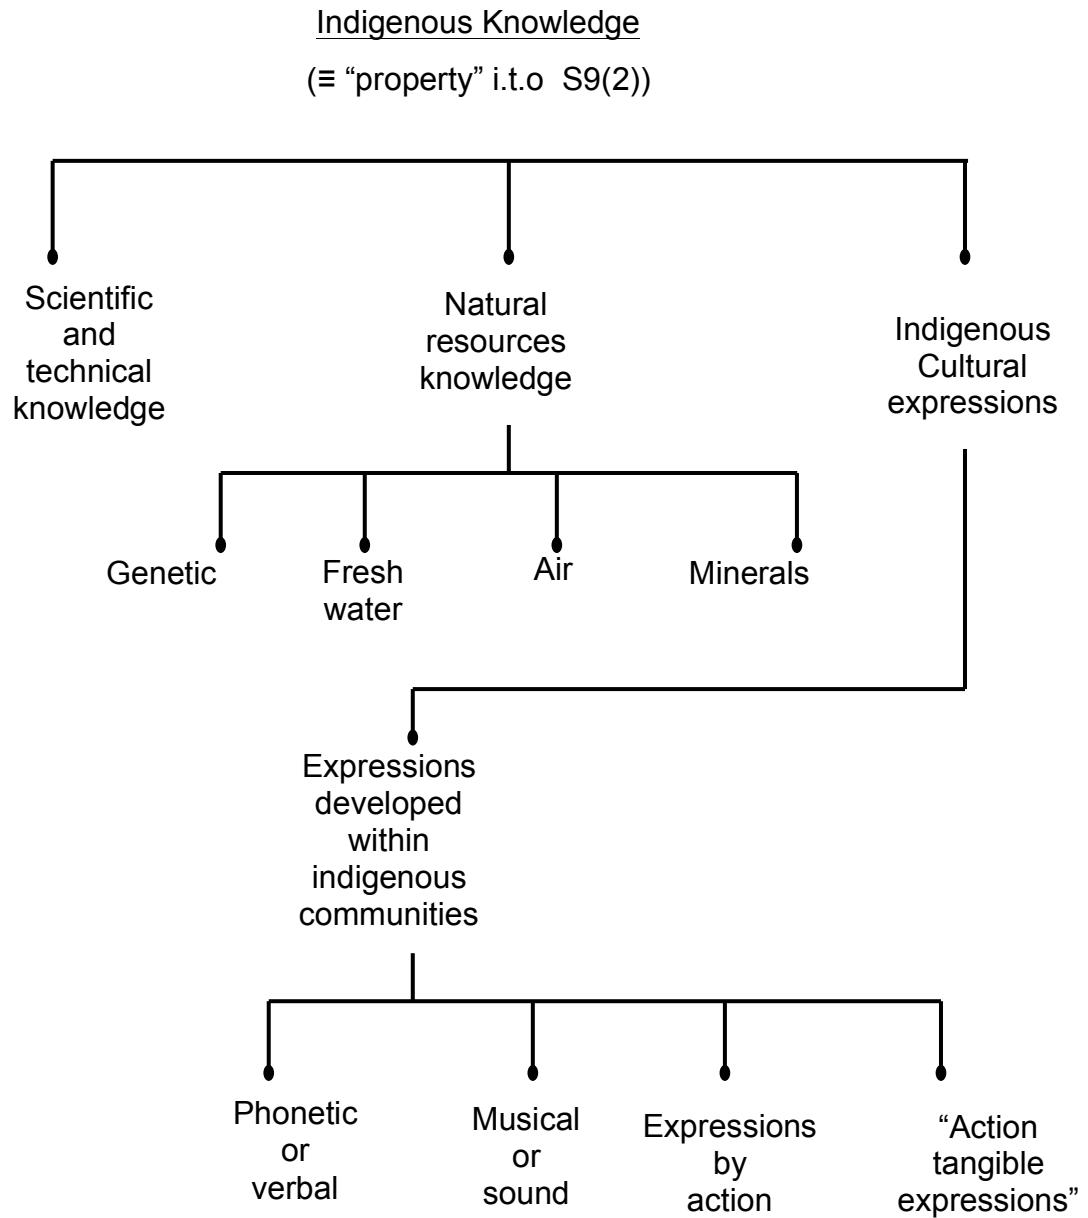 Indigenous Knowledge
(≡ “property” i.t.o S9(2))
Scientific
and
technical
knowledge
Natural
resources
knowledge
Indigenous
Cultural
expressions
Genetic
Fresh
water
Air
Minerals
Expressions
developed
within
indigenous
communities
Phonetic
or
verbal
Musical
or
sound
Expressions
by
action
“Action
tangible
expressions”